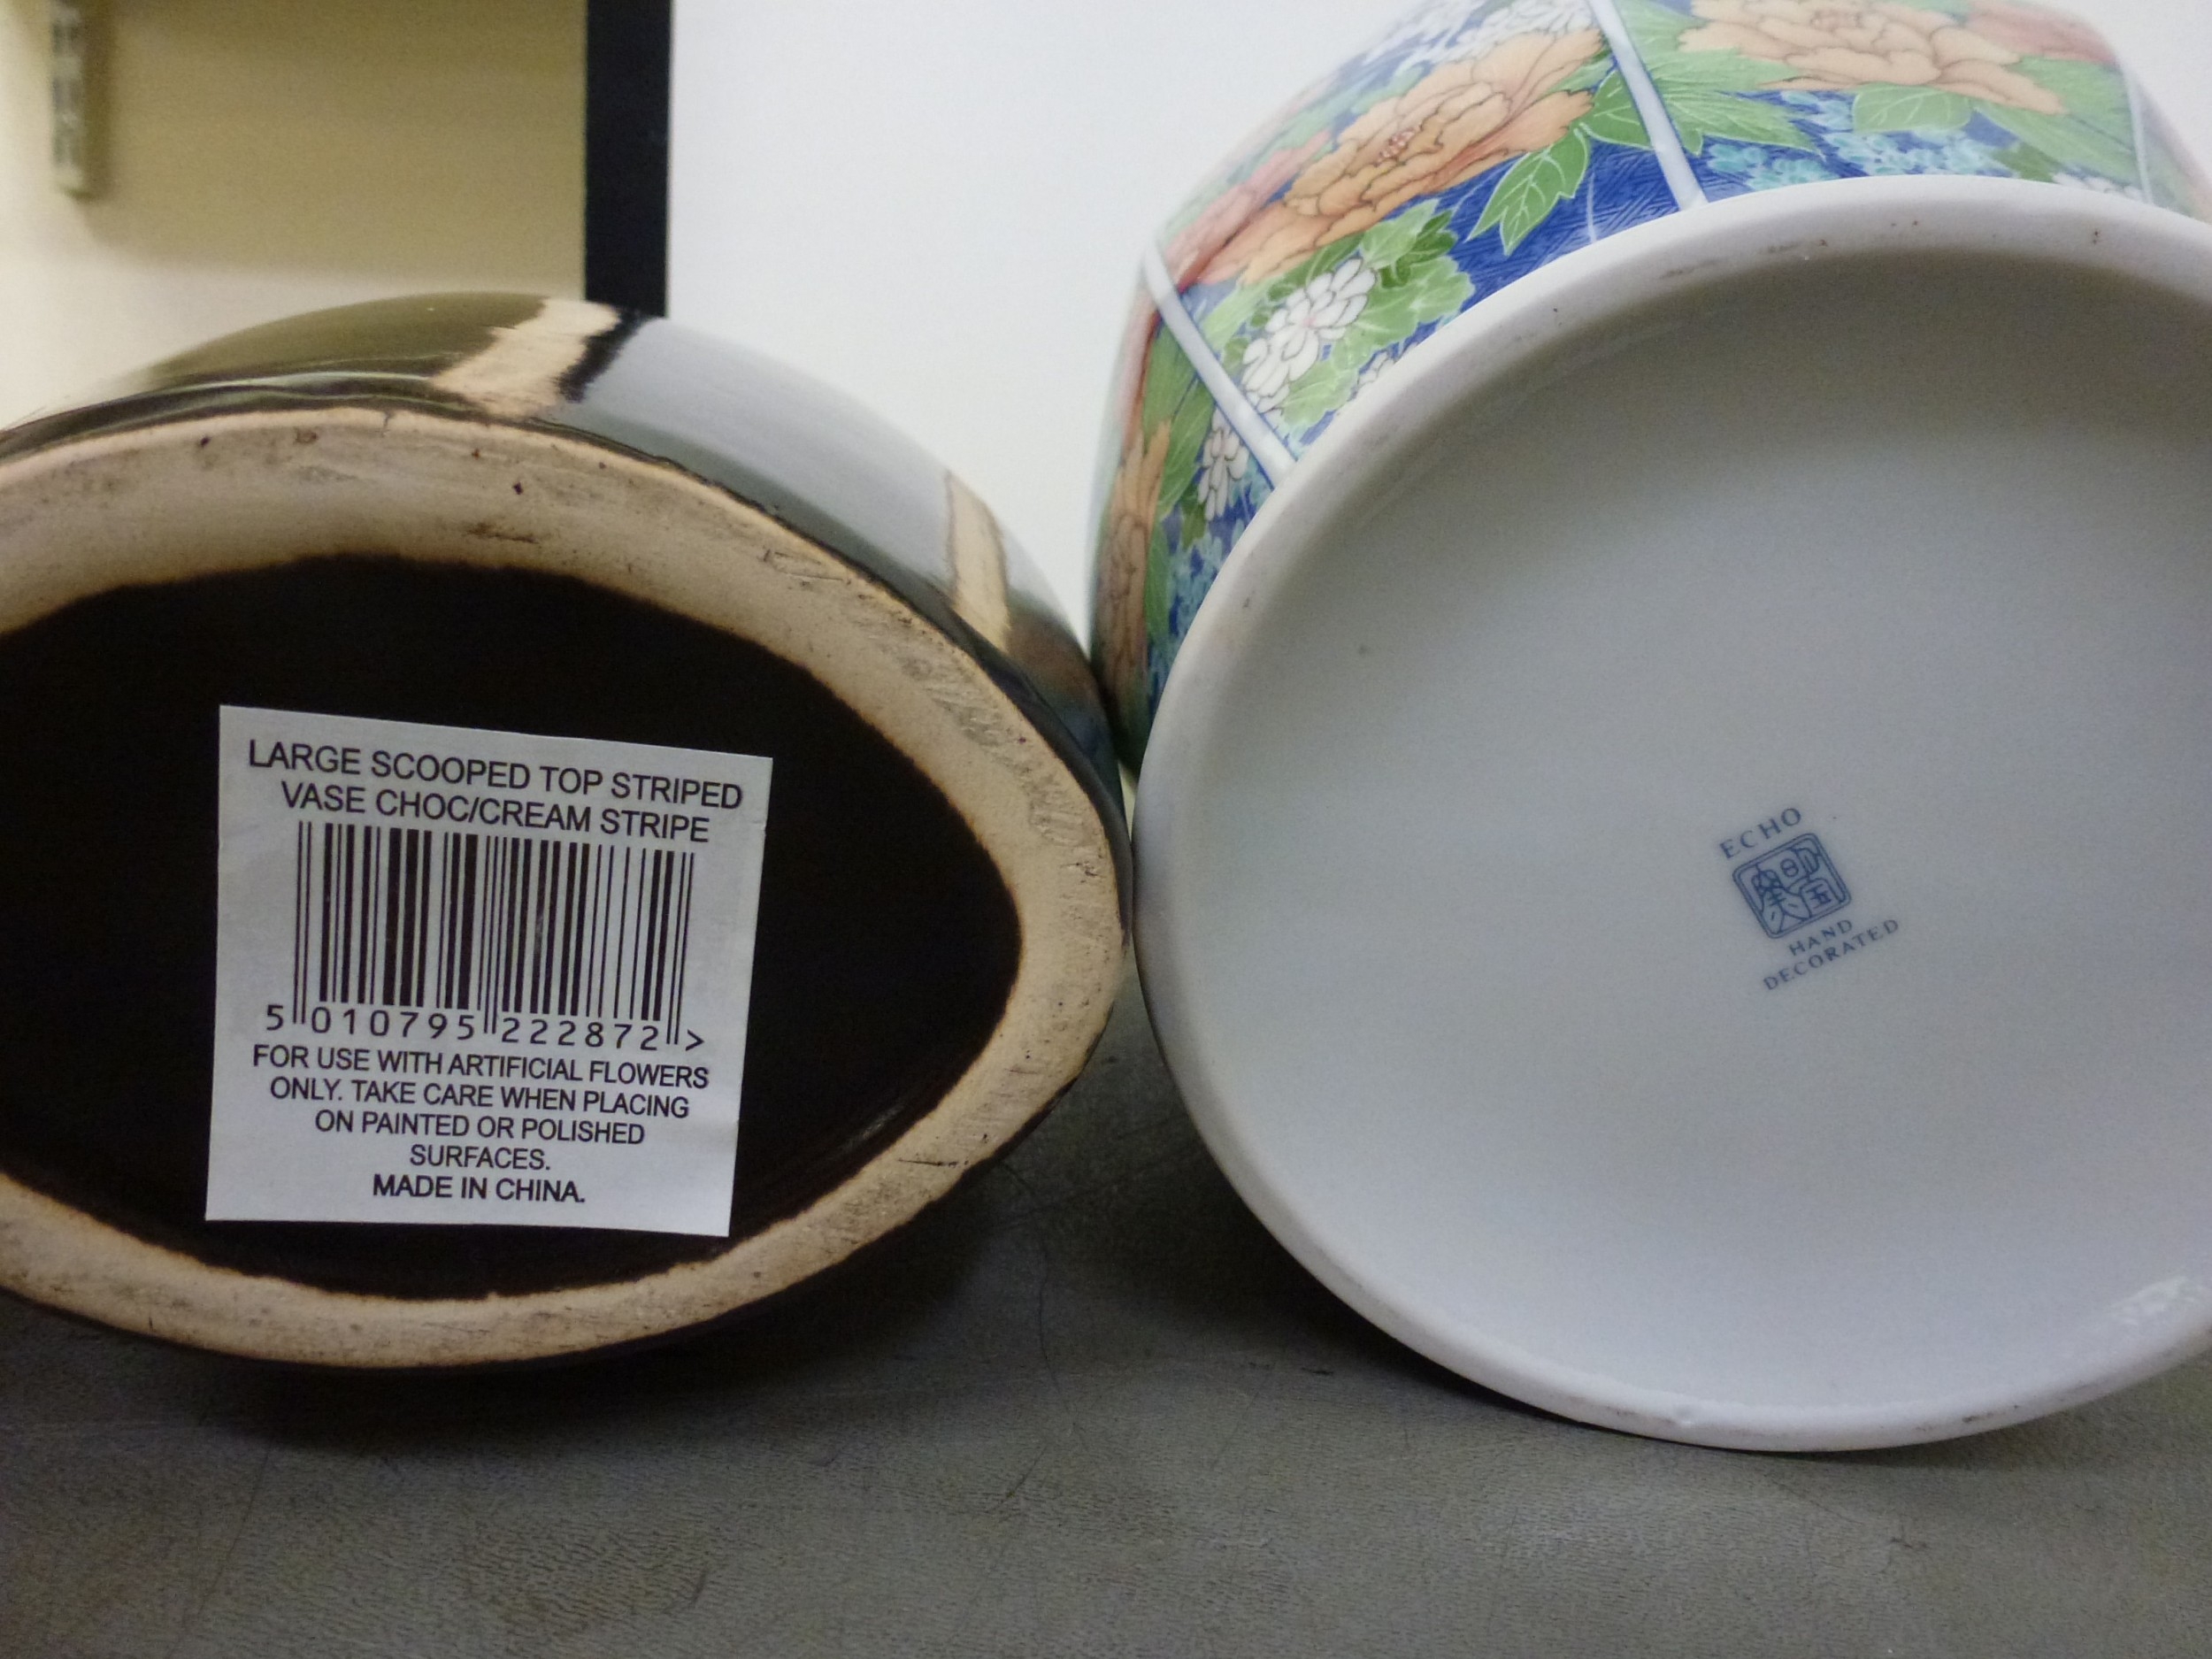 LARGE SCOOPED TOP STRIPED
VASE CHOC/CREAM STRIPE
5 010795 222872 >
FOR USE WITH ARTIFICIAL FLOWERS
ONLY. TAKE CARE WHEN PLACING
ON PAINTED OR POLISHED
SURFACES.
MADE IN CHINA.
ECHO
HAND
DECORATED